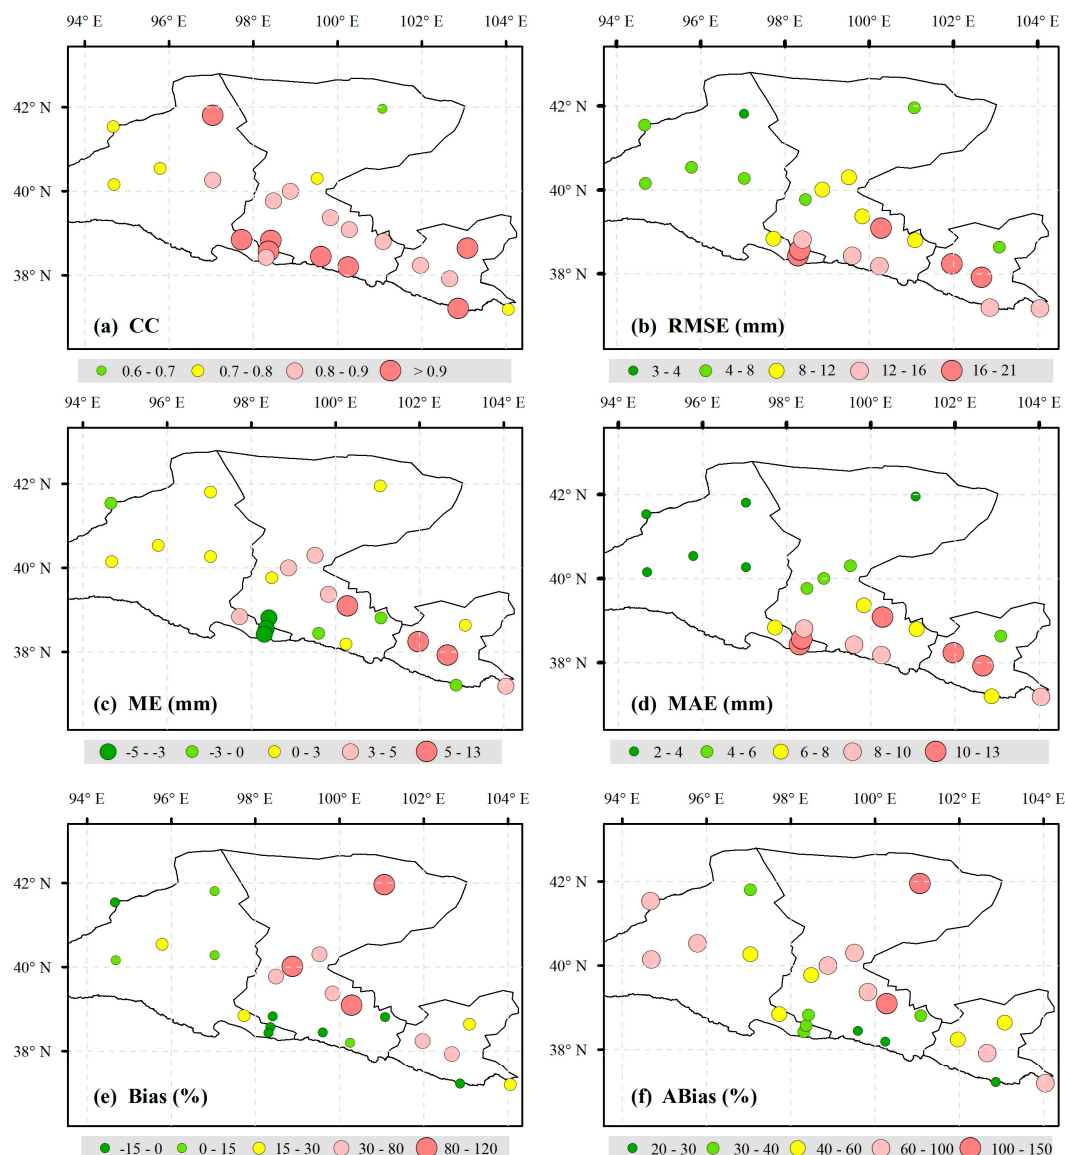 94° E 96° E 98° E 100° E 102° E 104° E 94° E 96° E 98° E 100° E 102° E 104° E
42° N 42° N
40° N 40° N
38° N 38° N
(a) CC (b) RMSE (mm)
0.6 - 0.7 0.7 - 0.8 0.8 - 0.9 > 0.9 3 - 4 4 - 8 8 - 12 12 - 16 16 - 21
94° E 96° E 98° E 100° E 102° E 104° E 94° E 96° E 98° E 100° E 102° E 104° E
42° N 42° N
40° N 40° N
38° N 38° N
(c) ME (mm) (d) MAE (mm)
-5 - -3 -3 - 0 0 - 3 3 - 5 5 - 13 2 - 4 4 - 6 6 - 8 8 - 10 10 - 13
94° E 96° E 98° E 100° E 102° E 104° E 94° E 96° E 98° E 100° E 102° E 104° E
42° N 42° N
40° N 40° N
38° N 38° N
(e) Bias (%) (f) ABias (%)
-15 - 0 0 - 15 15 - 30 30 - 80 80 - 120 20 - 30 30 - 40 40 - 60 60 - 100 100 - 150